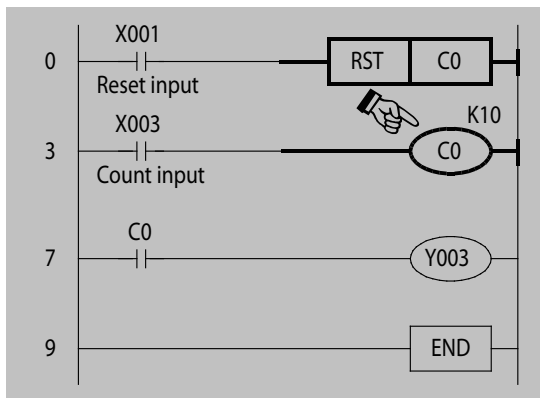 X001
0 RST C0
Reset input
X003 K10
3 C0
Count input
C0
7 Y003
9 END